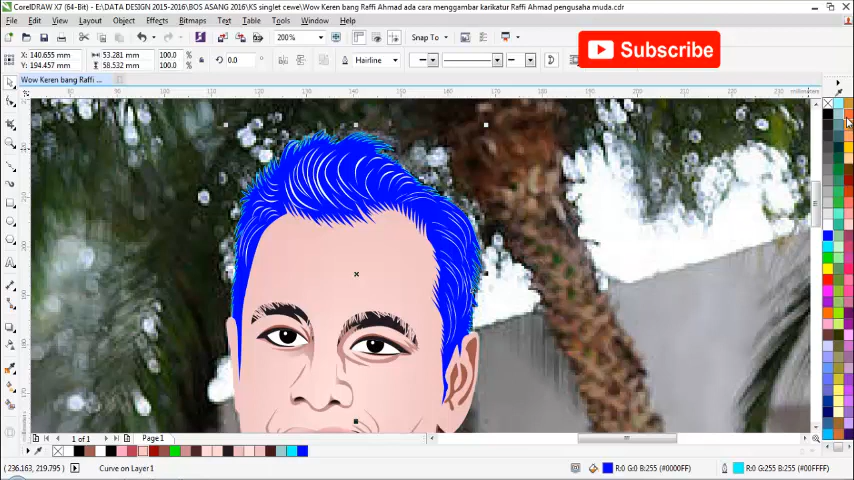 CorelDRAW X7 (64-Bit) - E:\DATA DESIGN 2015-2016\BOS ASANG 2016\KS singlet cewe\Wow Keren bang Raffi Ahmad ada cara menggambar karikatur Raffi Ahmad pengusaha muda.cdr
File Edit View Layout Object Effects Bitmaps Text Table Tools Window Help
200% Snap To
X: 140.655 mm 53.281 mm 100.0 % 0.0 Hairline
Y: 194.457 mm 58.532 mm 100.0 %
Subscribe
Wow Keren bang Raffi ...
millimeters
1 of 1 Page 1
(236.163, 219.795) Curve on Layer 1 R:0 G:0 B:255 (#0000FF) R:0 G:255 B:255 (#00FFFF)